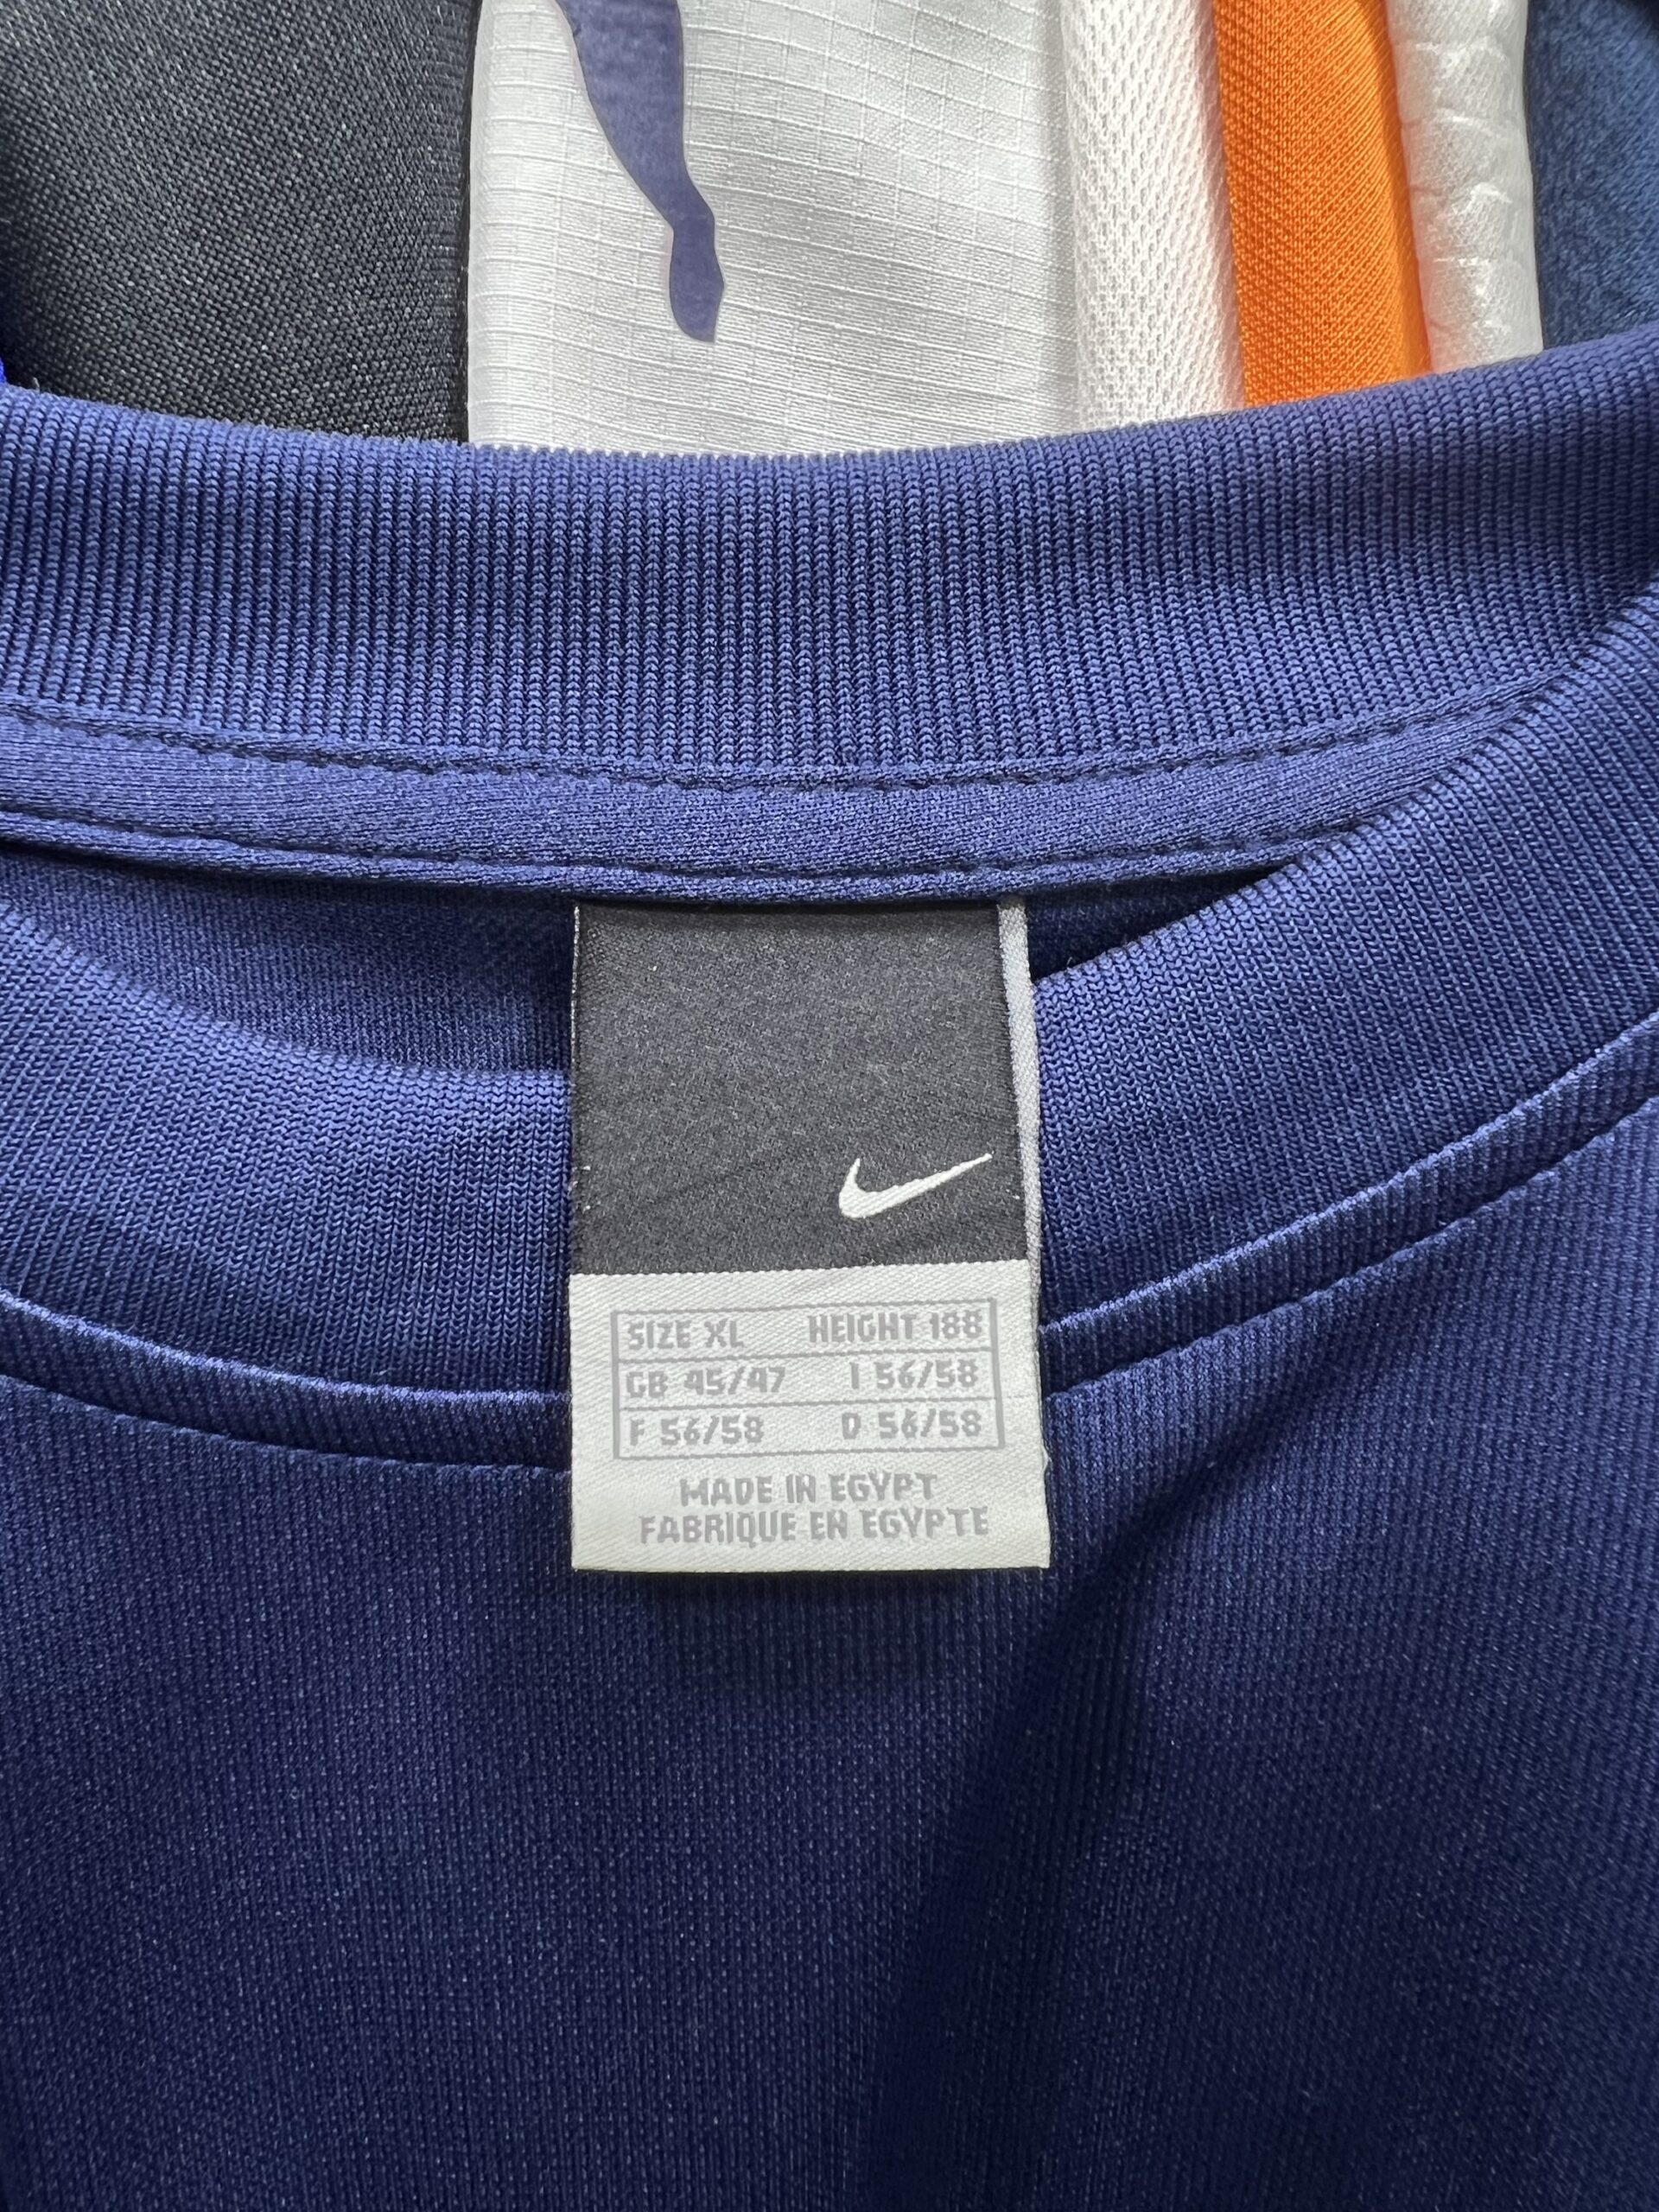 SIZE XL HEIGHT 188
GB 45/47 I 56/58
F 56/58 D 56/58
MADE IN EGYPT
FABRIQUE EN EGYPTE